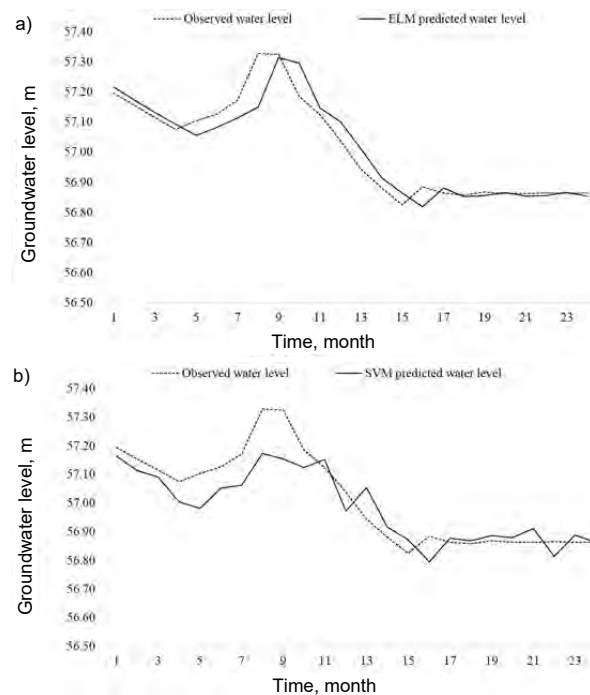 a)
Observed water level
ELM predicted water level
Groundwater level, m
57.40
57.30
57.20
57.10
57.00
56.90
56.80
56.70
56.60
56.50
1 3 5 7 9 11 13 15 17 19 21 23
Time, month
b)
Observed water level
SVM predicted water level
Groundwater level, m
57.40
57.30
57.20
57.10
57.00
56.90
56.80
56.70
56.60
56.50
1 3 5 7 9 11 13 15 17 19 21 23
Time, month